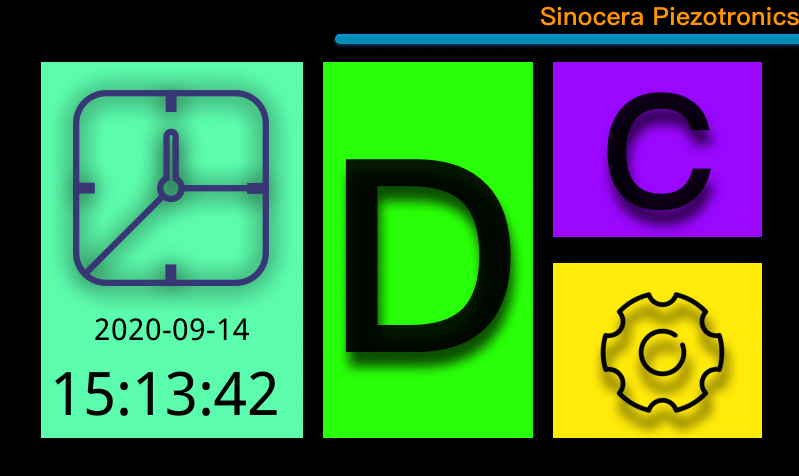 Sinocera Piezotronics
D
C
2020-09-14
15:13:42